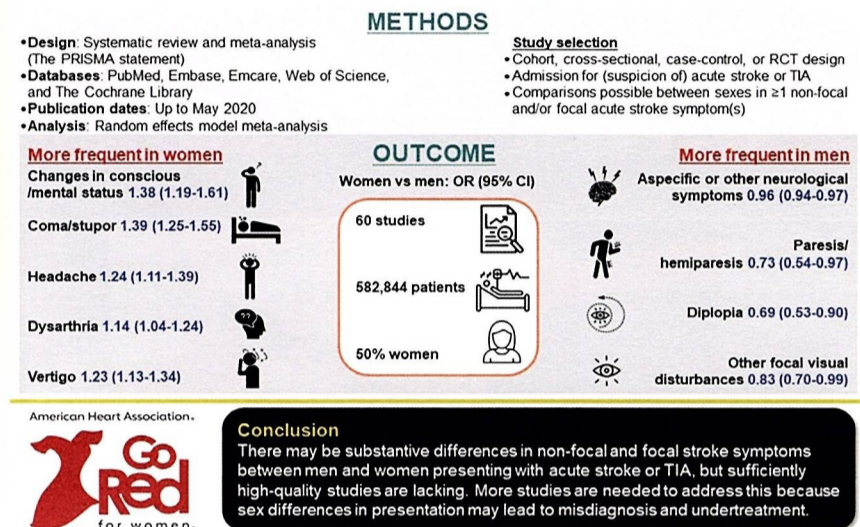 METHODS
•Design: Systematic review and meta-analysis
(The PRISMA statement)
•Databases: PubMed, Embase, Emcare, Web of Science,
and The Cochrane Library
•Publication dates: Up to May 2020
•Analysis: Random effects model meta-analysis
Study selection
•Cohort, cross-sectional, case-control, or RCT design
•Admission for (suspicion of) acute stroke or TIA
•Comparisons possible between sexes in ≥1 non-focal
and/or focal acute stroke symptom(s)
More frequent in women
Changes in conscious
/mental status 1.38 (1.19-1.61)
Coma/stupor 1.39 (1.25-1.55)
Headache 1.24 (1.11-1.39)
Dysarthria 1.14 (1.04-1.24)
Vertigo 1.23 (1.13-1.34)
OUTCOME
Women vs men: OR (95% CI)
60 studies
582,844 patients
50% women
More frequent in men
Aspecific or other neurological
symptoms 0.96 (0.94-0.97)
Paresis/
hemiparesis 0.73 (0.54-0.97)
Diplopia 0.69 (0.53-0.90)
Other focal visual
disturbances 0.83 (0.70-0.99)
American Heart Association.
Go
Red
for women.
Conclusion
There may be substantive differences in non-focal and focal stroke symptoms
between men and women presenting with acute stroke or TIA, but sufficiently
high-quality studies are lacking. More studies are needed to address this because
sex differences in presentation may lead to misdiagnosis and undertreatment.